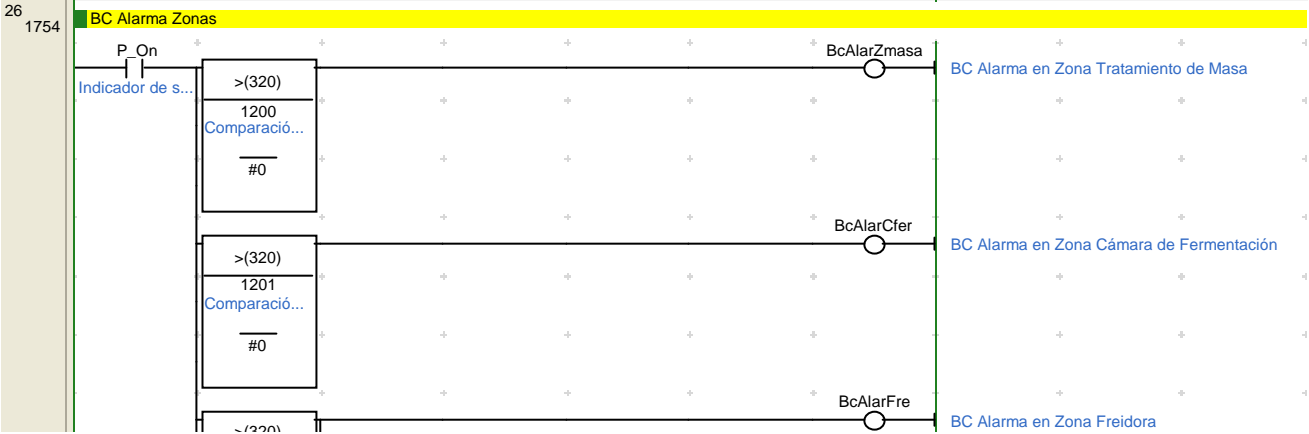 26
1754
BC Alarma Zonas
P_On
Indicador de s...
>(320)
1200
Comparació...
#0
BcAlarZmasa
BC Alarma en Zona Tratamiento de Masa
>(320)
1201
Comparació...
#0
BcAlarCfer
BC Alarma en Zona Cámara de Fermentación
>(320)
BcAlarFre
BC Alarma en Zona Freidora